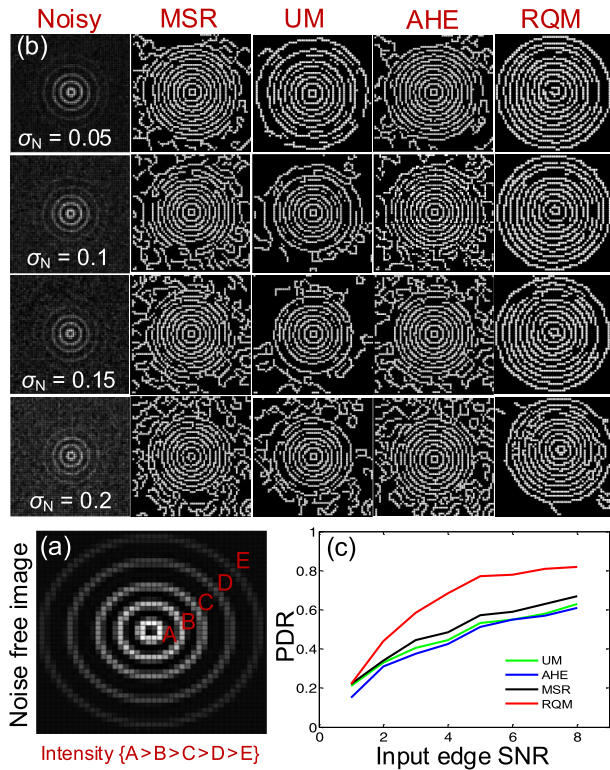 Noisy MSR UM AHE RQM
(b)
σN = 0.05
σN = 0.1
σN = 0.15
σN = 0.2
(a)
E
D
C
B
A
Noise free image
Intensity {A>B>C>D>E}
(c)
1
0.8
0.6
0.4
0.2
0 2 4 6 8
PDR
Input edge SNR
UM
AHE
MSR
RQM